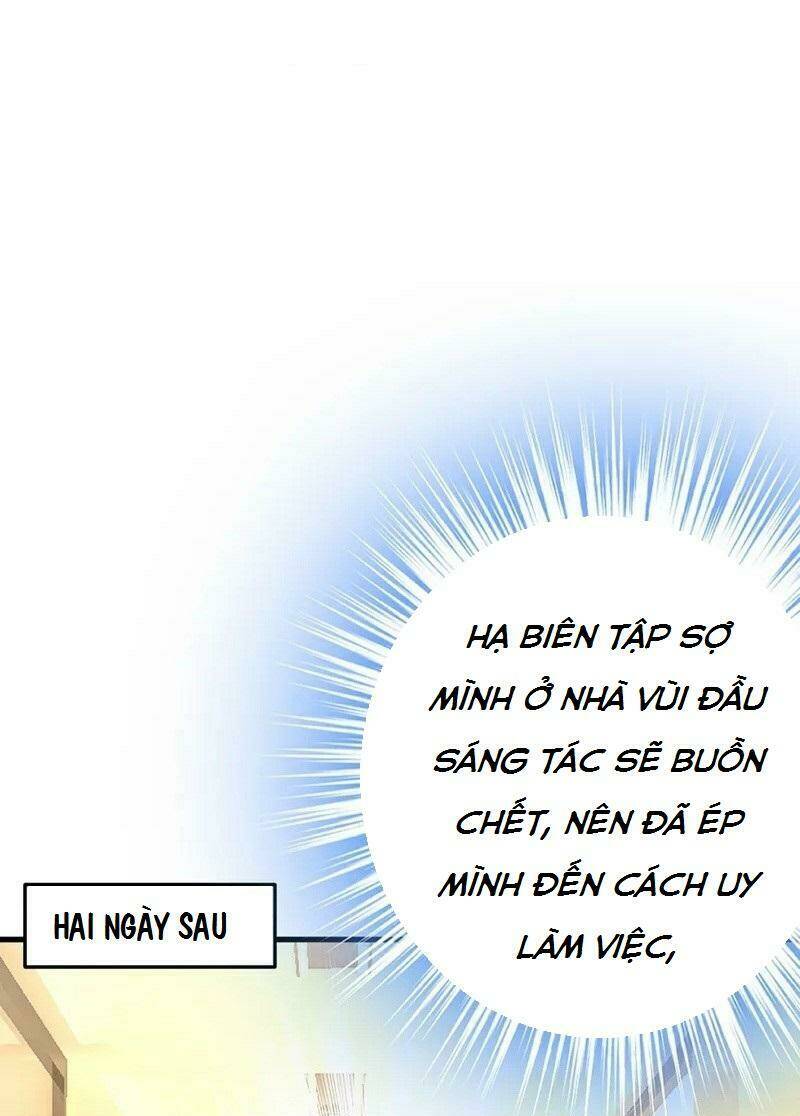 HẠ BIÊN TẬP SỢ
MÌNH Ở NHÀ VÙI ĐẦU
SÁNG TÁC SẼ BUỒN
CHẾT, NÊN ĐÃ ÉP
MÌNH ĐẾN CÁCH UY
LÀM VIỆC,
HAI NGÀY SAU